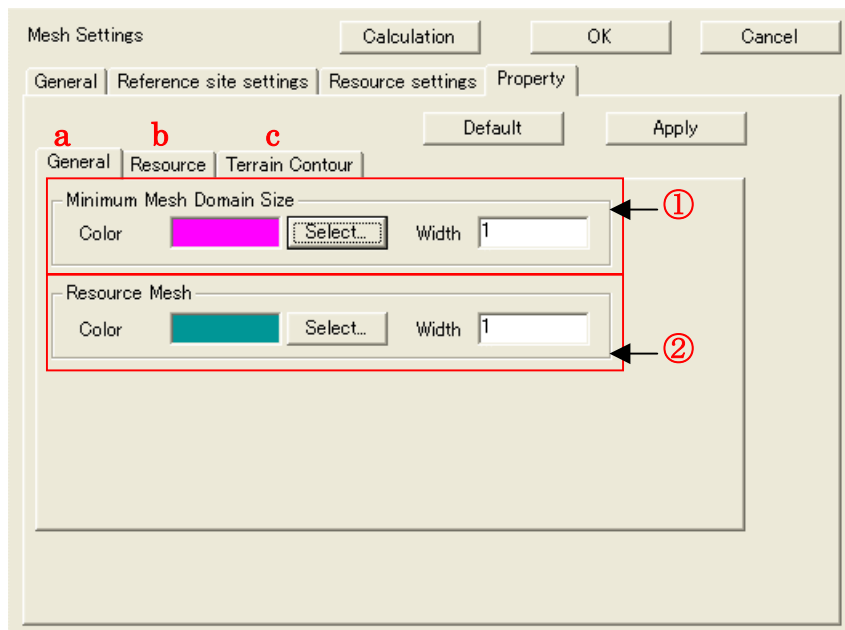 Mesh Settings Calculation OK Cancel
General Reference site settings Resource settings Property
Default Apply
a b c
General Resource Terrain Contour
Minimum Mesh Domain Size
①
Color Select... Width 1
Resource Mesh
Color Select... Width 1
②